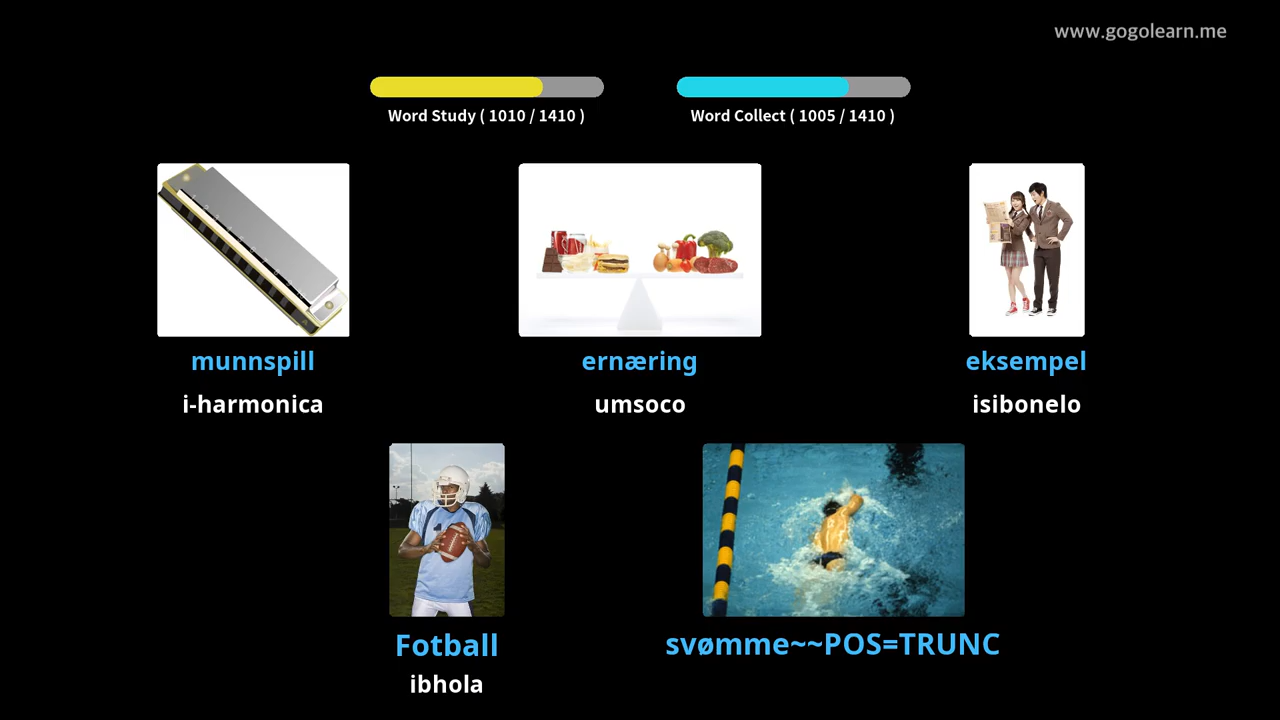 www.gogolearn.me
Word Study ( 1010 / 1410 )
Word Collect ( 1005 / 1410 )
munnspill
i-harmonica
ernæring
umsoco
eksempel
isibonelo
Fotball
ibhola
svømme~~POS=TRUNC